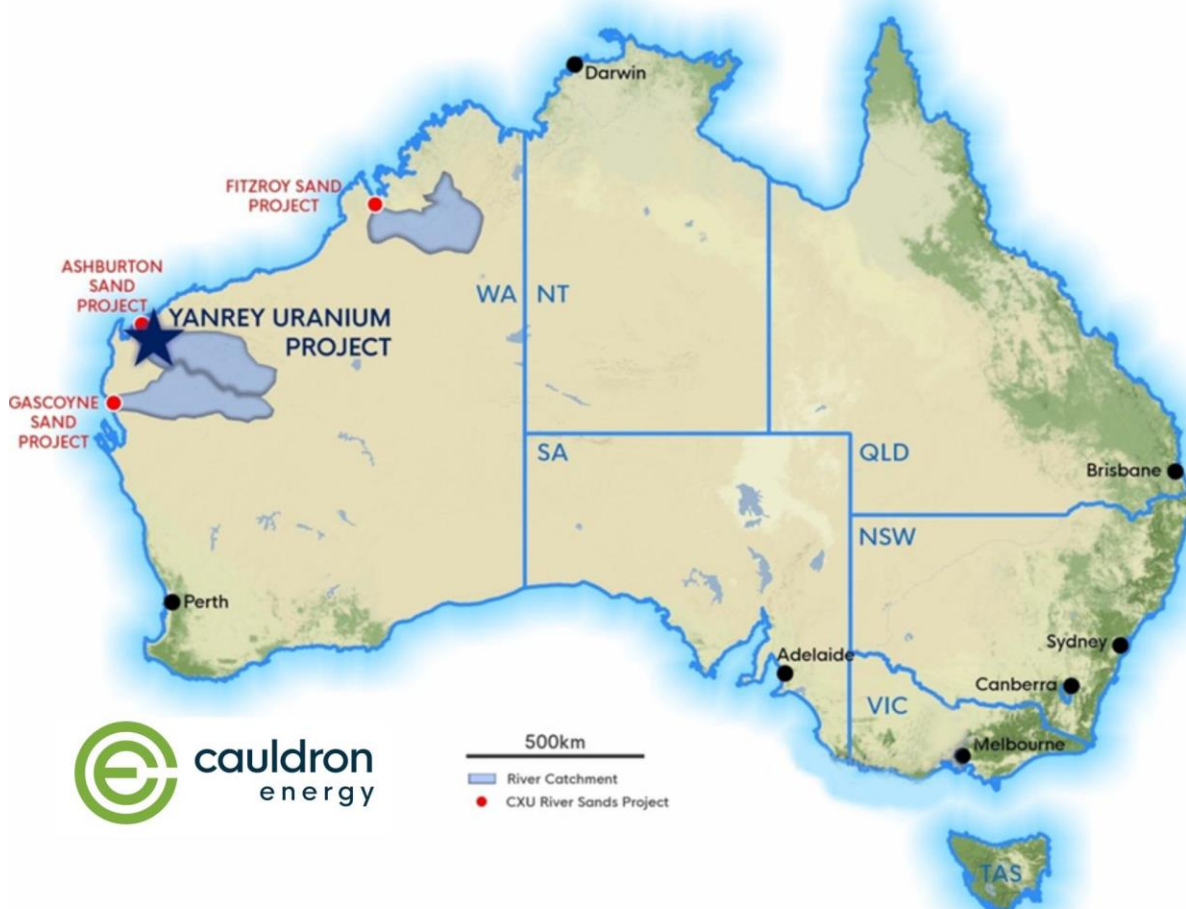 Darwin
FITZROY SAND
PROJECT
ASHBURTON
SAND
PROJECT
WA
NT
YANREY URANIUM
PROJECT
GASCOYNE
SAND
PROJECT
SA
QLD
Brisbane
NSW
Perth
Sydney
Adelaide
Canberra
VIC
Melbourne
cauldron
energy
500km
River Catchment
CXU River Sands Project
TAS